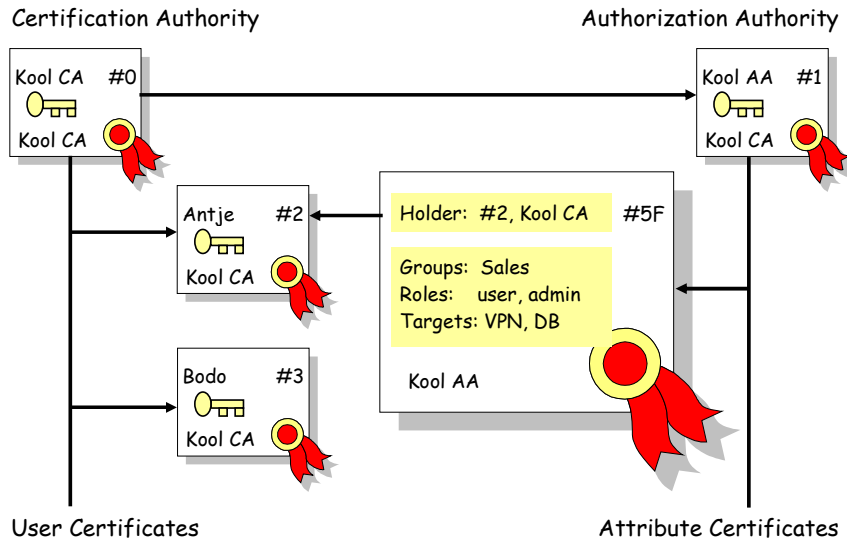 Certification Authority
Authorization Authority
Kool CA #0
Kool CA
Kool AA #1
Kool CA
Antje #2
Kool CA
Holder: #2, Kool CA #5F
Groups: Sales
Roles: user, admin
Targets: VPN, DB
Kool AA
Bodo #3
Kool CA
User Certificates
Attribute Certificates